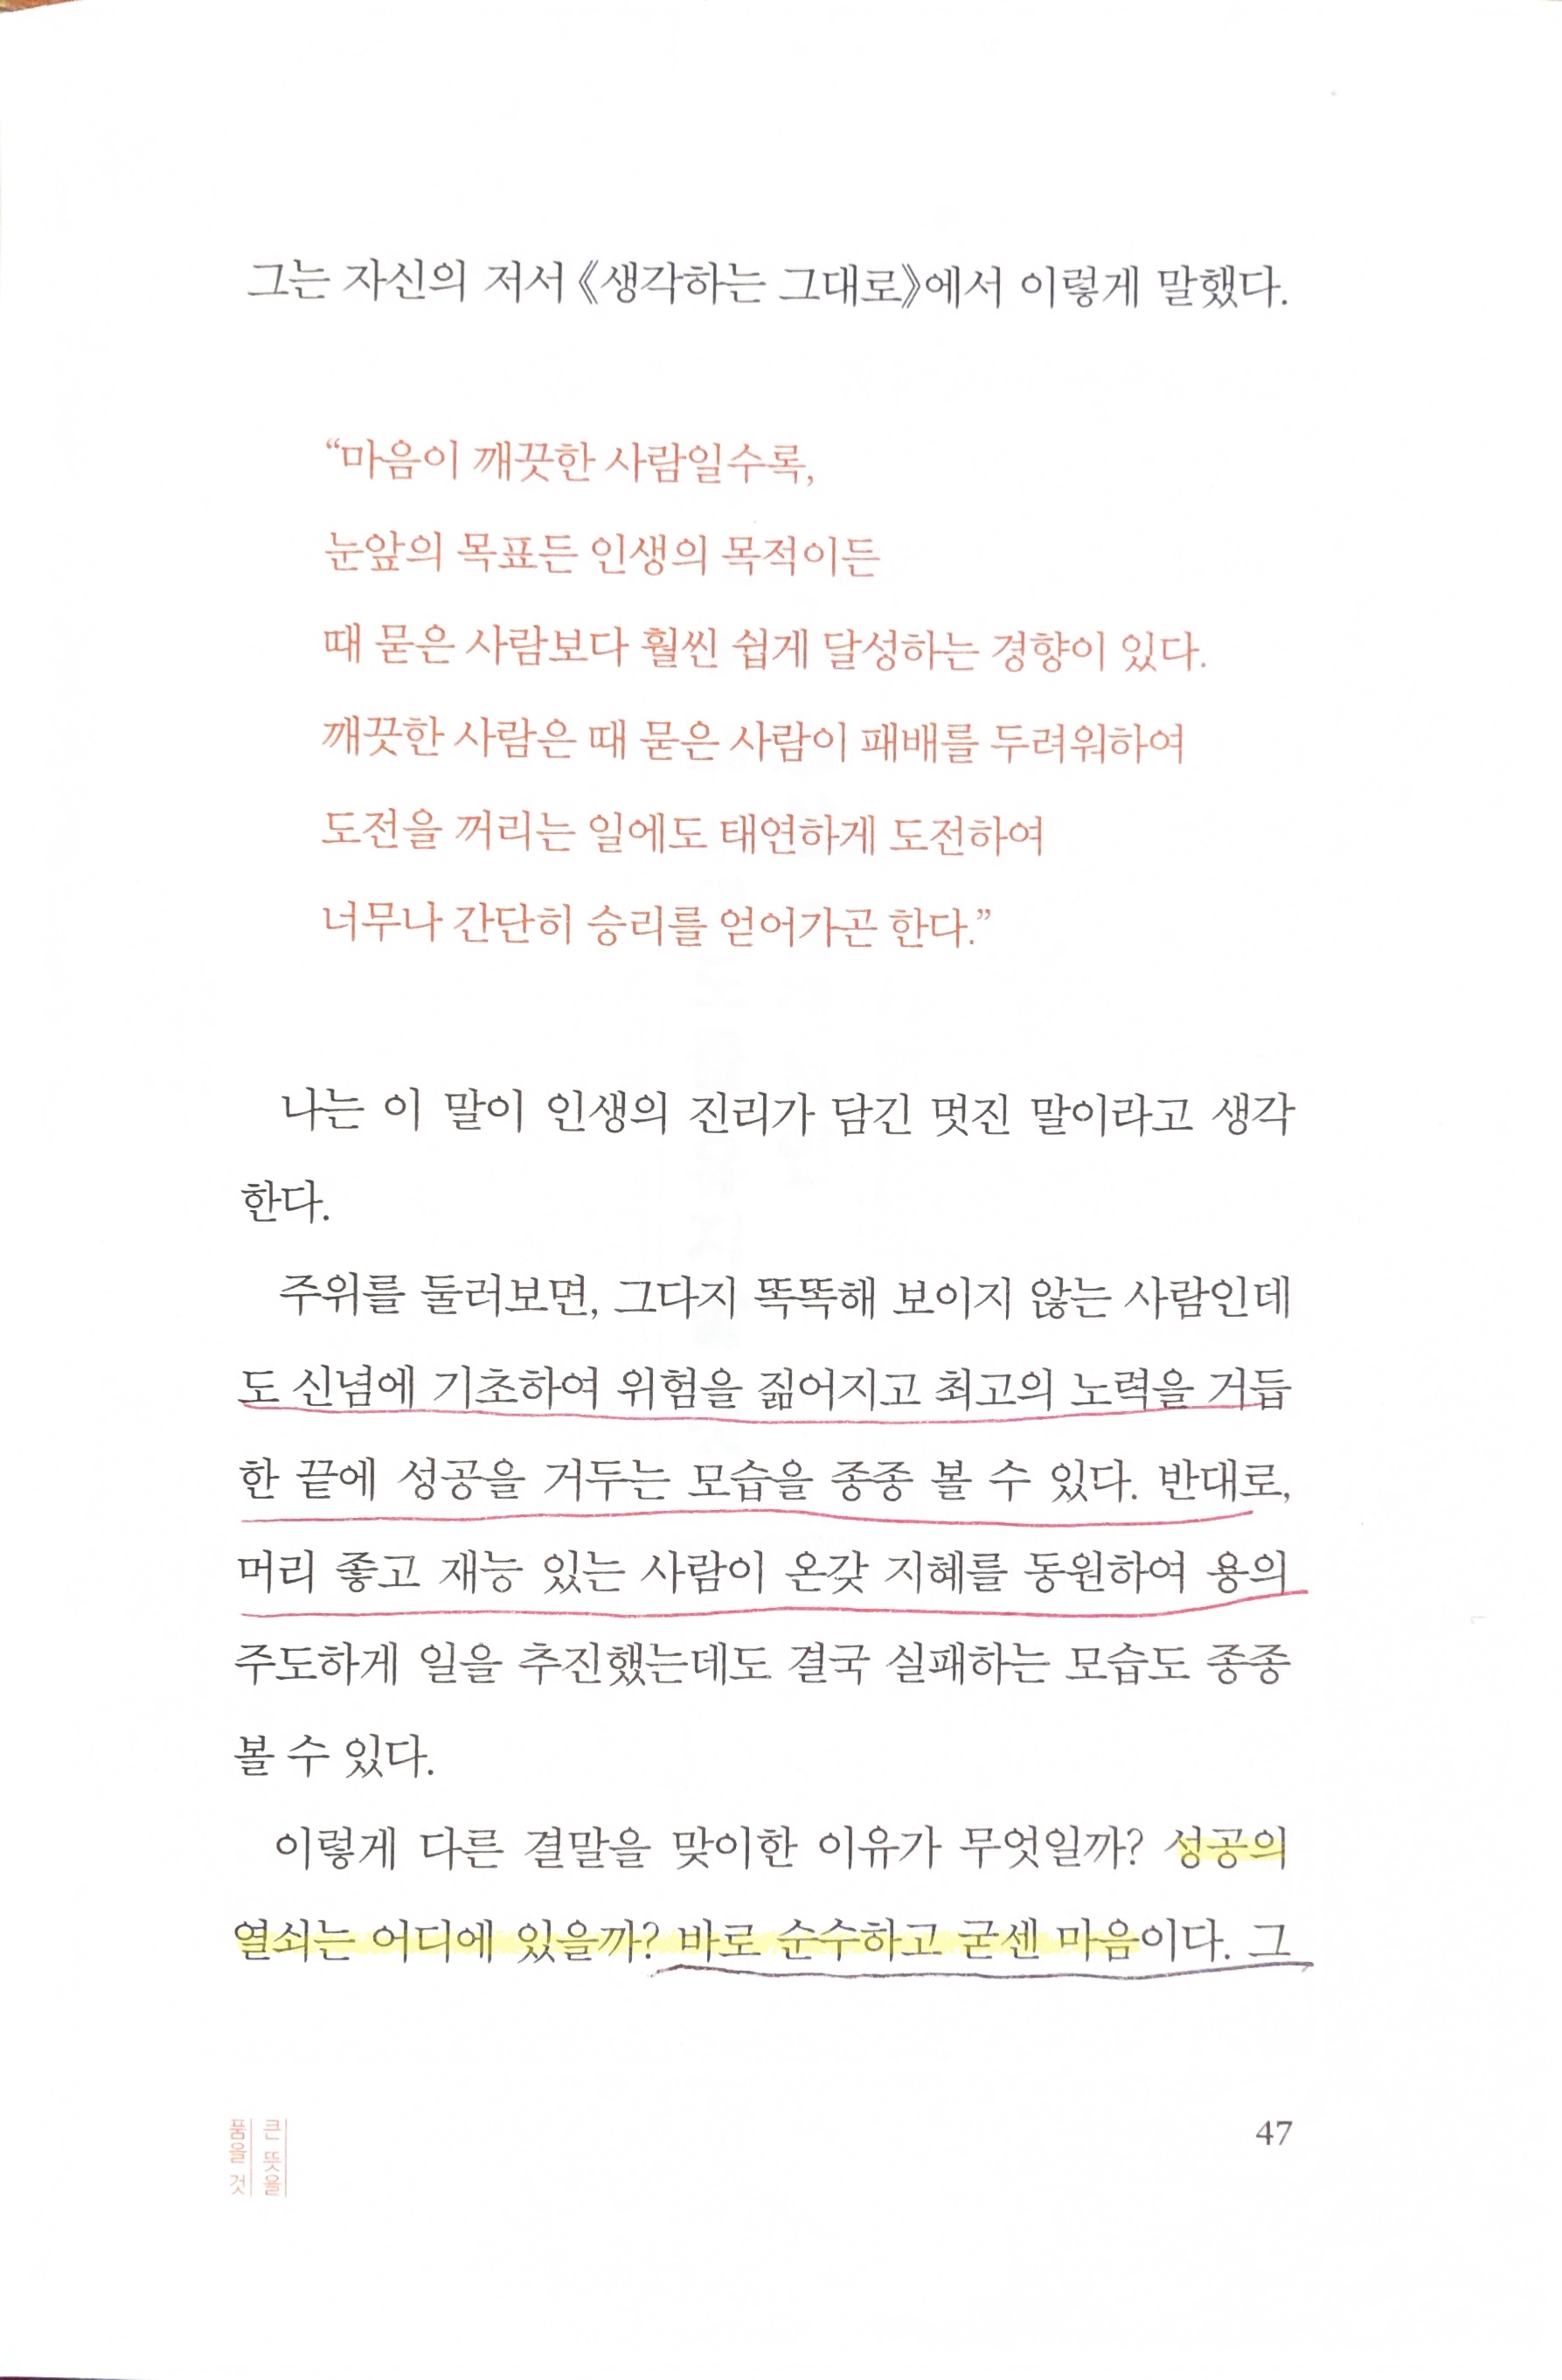 그는 자신의 저서 《생각하는 그대로》에서 이렇게 말했다.
“마음이 깨끗한 사람일수록,
눈앞의 목표든 인생의 목적이든
때 묻은 사람보다 훨씬 쉽게 달성하는 경향이 있다.
깨끗한 사람은 때 묻은 사람이 패배를 두려워하여
도전을 꺼리는 일에도 태연하게 도전하여
너무나 간단히 승리를 얻어가곤 한다.”
나는 이 말이 인생의 진리가 담긴 멋진 말이라고 생각
한다.
주위를 둘러보면, 그다지 똑똑해 보이지 않는 사람인데
도 신념에 기초하여 위험을 짊어지고 최고의 노력을 거듭
한 끝에 성공을 거두는 모습을 종종 볼 수 있다. 반대로,
머리 좋고 재능 있는 사람이 온갖 지혜를 동원하여 용의
주도하게 일을 추진했는데도 결국 실패하는 모습도 종종
볼 수 있다.
이렇게 다른 결말을 맞이한 이유가 무엇일까? 성공의
열쇠는 어디에 있을까? 바로 순수하고 굳센 마음이다. 그
큰 뜻을
품을 것
47